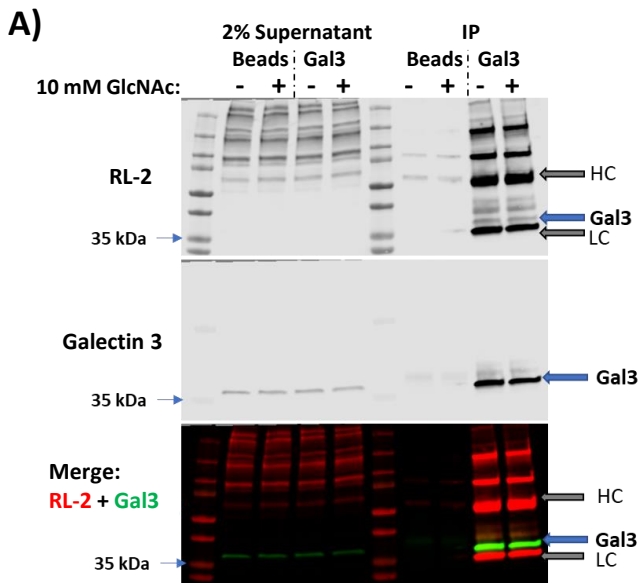 A)
2% Supernatant IP
Beads Gal3 Beads Gal3
10 mM GlcNAc: - + - + - + - +
RL-2
HC
Gal3
LC
35 kDa
Galectin 3
Gal3
35 kDa
Merge:
RL-2 + Gal3
HC
Gal3
LC
35 kDa